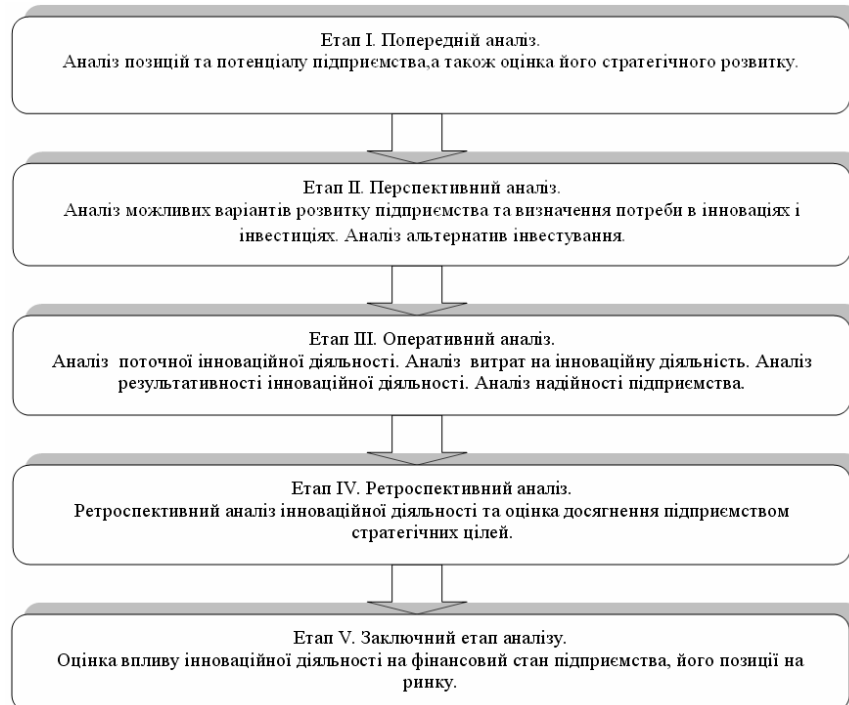 Етап I. Попередній аналіз.
Аналіз позицій та потенціалу підприємства,а також оцінка його стратегічного розвитку.
Етап II. Перспективний аналіз.
Аналіз можливих варіантів розвитку підприємства та визначення потреби в інноваціях і
інвестиціях. Аналіз альтернатив інвестування.
Етап III. Оперативний аналіз.
Аналіз поточної інноваційної діяльності. Аналіз витрат на інноваційну діяльність. Аналіз
результативності інноваційної діяльності. Аналіз надійності підприємства.
Етап IV. Ретроспективний аналіз.
Ретроспективний аналіз інноваційної діяльності та оцінка досягнення підприємством
стратегічних цілей.
Етап V. Заключний етап аналізу.
Оцінка впливу інноваційної діяльності на фінансовий стан підприємства, його позиції на
ринку.